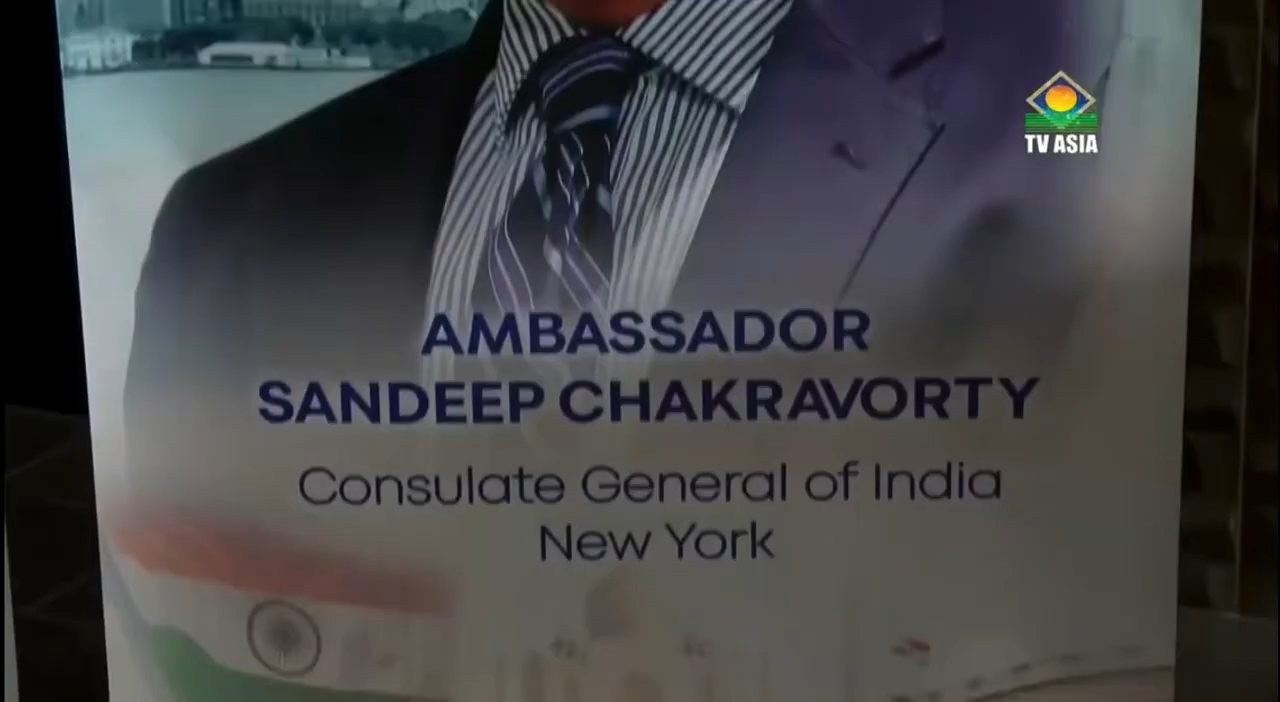 TV ASIA
AMBASSADOR
SANDEEP CHAKRAVORTY
Consulate General of India
New York